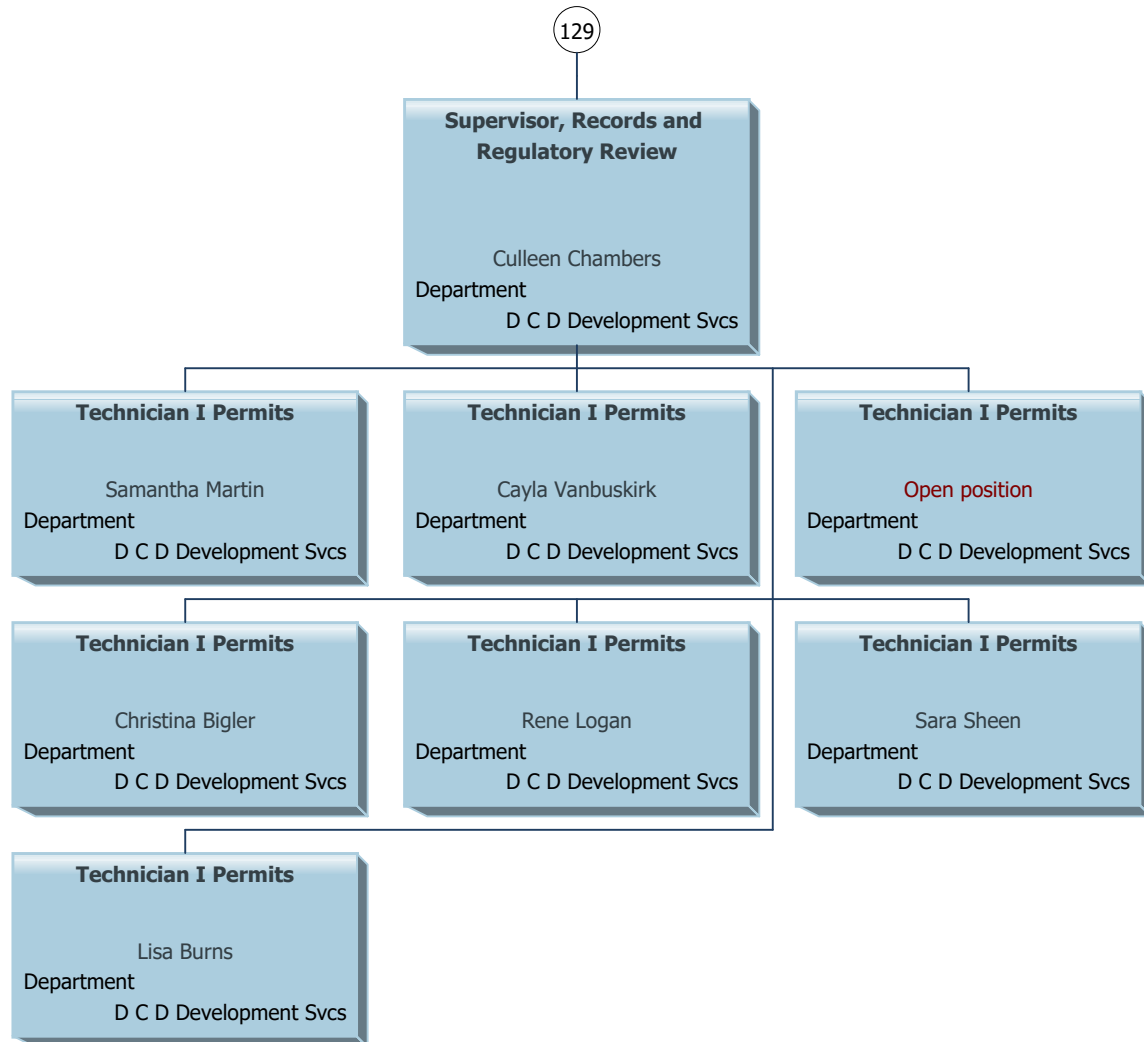 129
Supervisor, Records and
Regulatory Review
Culleen Chambers
Department
D C D Development Svcs
Technician I Permits
Samantha Martin
Department
D C D Development Svcs
Technician I Permits
Cayla Vanbuskirk
Department
D C D Development Svcs
Technician I Permits
Open position
Department
D C D Development Svcs
Technician I Permits
Christina Bigler
Department
D C D Development Svcs
Technician I Permits
Rene Logan
Department
D C D Development Svcs
Technician I Permits
Sara Sheen
Department
D C D Development Svcs
Technician I Permits
Lisa Burns
Department
D C D Development Svcs